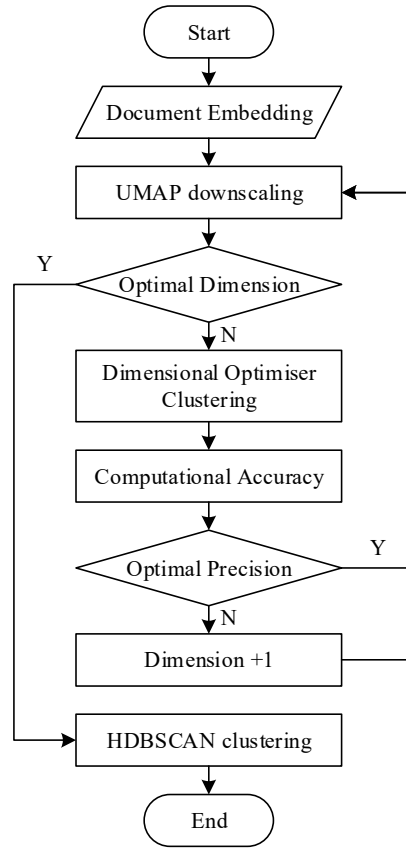 Start
Document Embedding
UMAP downscaling
Y
Optimal Dimension
N
Dimensional Optimiser
Clustering
Computational Accuracy
Y
Optimal Precision
N
Dimension +1
HDBSCAN clustering
End